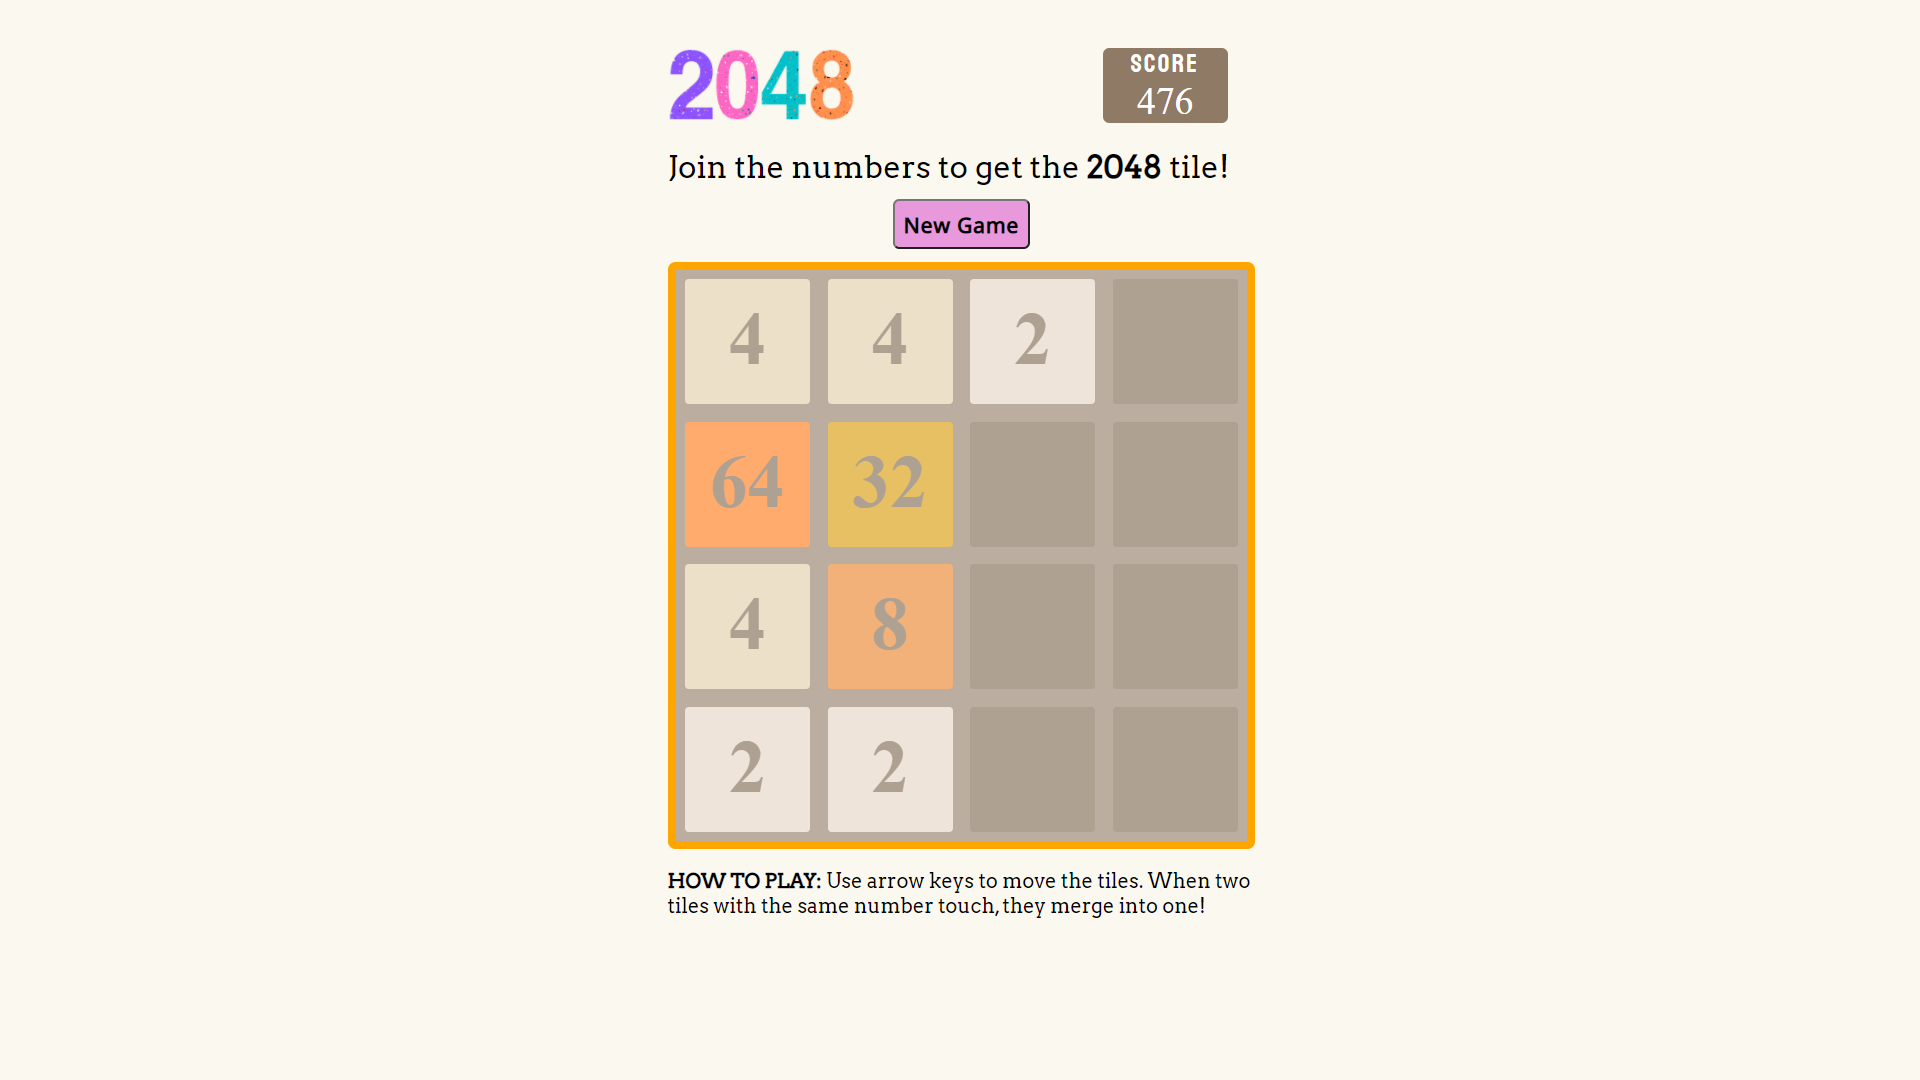 2048
SCORE
476
Join the numbers to get the 2048 tile!
New Game
4 4 2
64 32
4 8
2 2
HOW TO PLAY: Use arrow keys to move the tiles. When two
tiles with the same number touch, they merge into one!